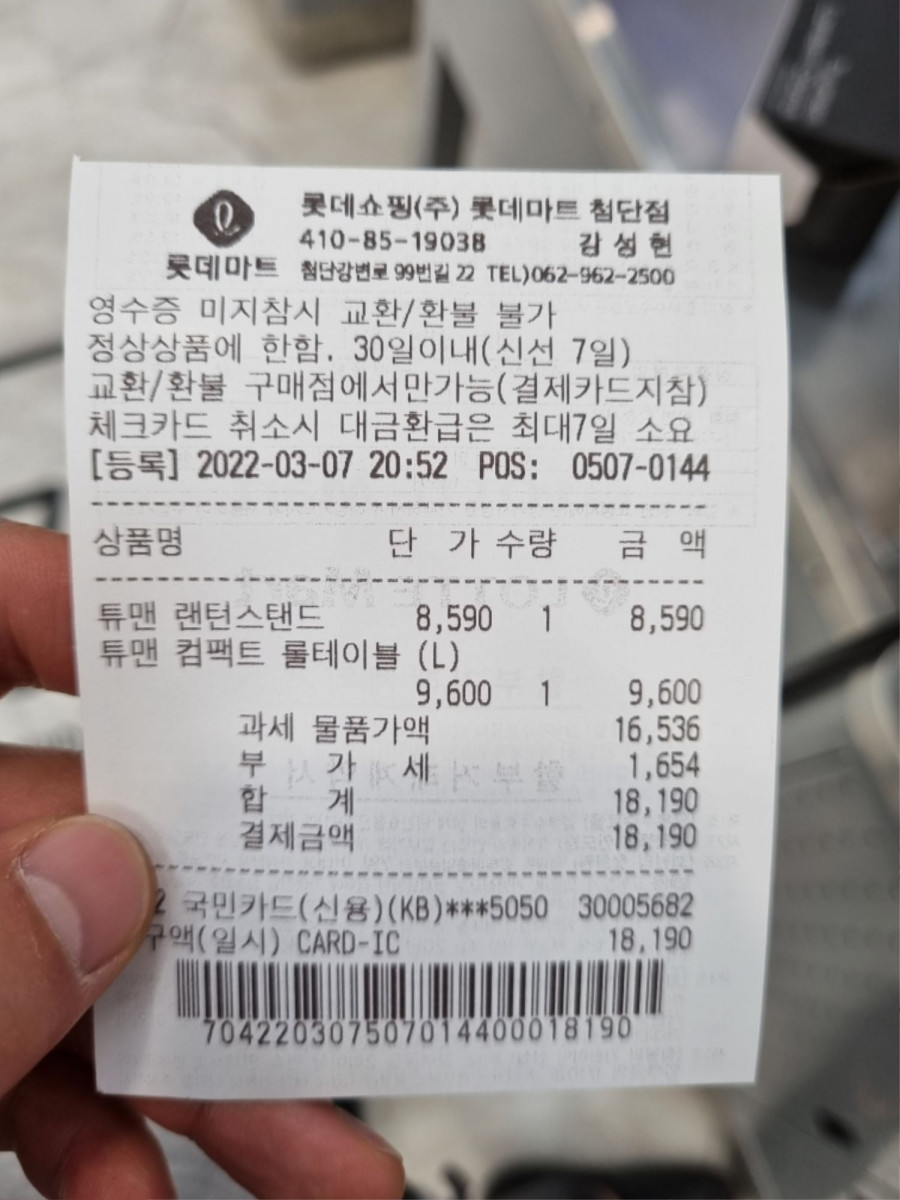 롯데쇼핑(주) 롯데마트 첨단점
410-85-19038 강성현
롯데마트 첨단강변로 99번길 22 TEL)062-962-2500
영수증 미지참시 교환/환불 불가
정상상품에 한함. 30일이내(신선 7일)
교환/환불 구매점에서만가능(결제카드지참)
체크카드 취소시 대금환급은 최대7일 소요
[등록] 2022-03-07 20:52 POS: 0507-0144
상품명 단 가 수량 금 액
튜맨 랜턴스탠드 8,590 1 8,590
튜맨 컴팩트 롤테이블 (L)
9,600 1 9,600
과세 물품가액 16,536
부 가 세 1,654
합 계 18,190
결제금액 18,190
2 국민카드(신용)(KB)***5050 30005682
구액(일시) CARD-IC 18,190
704220307507014400018190